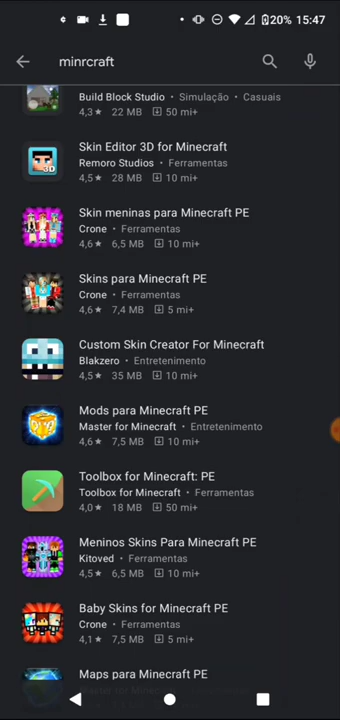 20% 15:47
minrcraft
Build Block Studio • Simulação • Casuais
4,3★ 22 MB 50 mi+
Skin Editor 3D for Minecraft
Remoro Studios • Ferramentas
4,5★ 28 MB 10 mi+
3D
Skin meninas para Minecraft PE
Crone • Ferramentas
4,6★ 6,5 MB 10 mi+
Skins para Minecraft PE
Crone • Ferramentas
4,6★ 7,4 MB 5 mi+
Custom Skin Creator For Minecraft
Blakzero • Entretenimento
4,5★ 35 MB 10 mi+
Mods para Minecraft PE
Master for Minecraft • Entretenimento
4,6★ 7,5 MB 10 mi+
Toolbox for Minecraft: PE
Toolbox for Minecraft • Ferramentas
4,0★ 18 MB 50 mi+
Meninos Skins Para Minecraft PE
Kitoved • Ferramentas
4,5★ 6,5 MB 10 mi+
Baby Skins for Minecraft PE
Crone • Ferramentas
4,1★ 7,5 MB 5 mi+
Maps para Minecraft PE